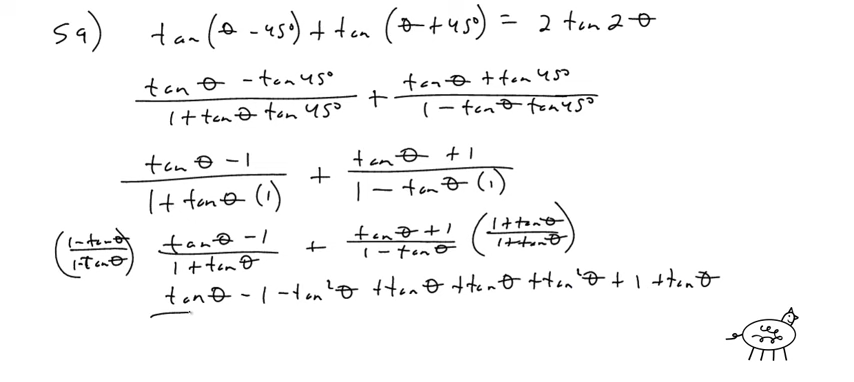 5a) tan(θ - 45°) + tan(θ + 45°) = 2 tan 2θ
(tan θ - tan 45°)/(1 + tan θ tan 45°) + (tan θ + tan 45°)/(1 - tan θ tan 45°)
(tan θ - 1)/(1 + tan θ (1)) + (tan θ + 1)/(1 - tan θ (1))
((1 - tan θ)/(1 - tan θ)) (tan θ - 1)/(1 + tan θ) + (tan θ + 1)/(1 - tan θ) ((1 + tan θ)/(1 + tan θ))
tan θ - 1 - tan²θ + tan θ + tan θ + tan²θ + 1 + tan θ